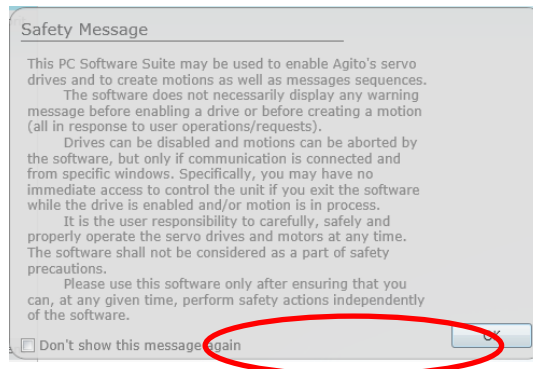 Safety Message
This PC Software Suite may be used to enable Agito's servo
drives and to create motions as well as messages sequences.
The software does not necessarily display any warning
message before enabling a drive or before creating a motion
(all in response to user operations/requests).
Drives can be disabled and motions can be aborted by
the software, but only if communication is connected and
from specific windows. Specifically, you may have no
immediate access to control the unit if you exit the software
while the drive is enabled and/or motion is in process.
It is the user responsibility to carefully, safely and
properly operate the servo drives and motors at any time.
The software shall not be considered as a part of safety
precautions.
Please use this software only after ensuring that you
can, at any given time, perform safety actions independently
of the software.
Don't show this message again
OK